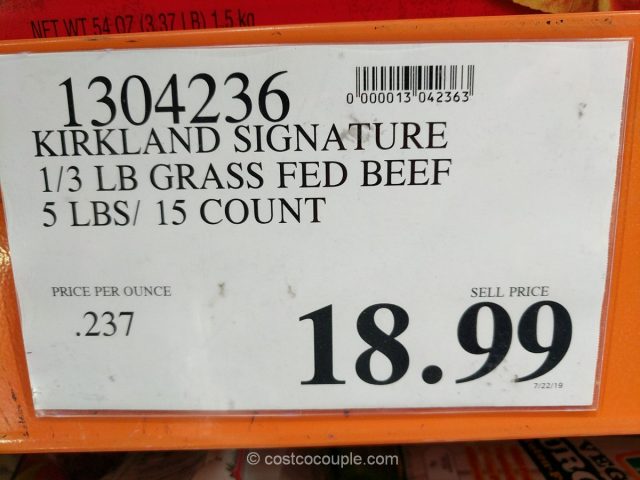 NET WT 54 OZ (3.37 LB) 1.5 kg
1304236
0 000013 042363
KIRKLAND SIGNATURE
1/3 LB GRASS FED BEEF
5 LBS/ 15 COUNT
PRICE PER OUNCE
.237
SELL PRICE
18.99
7/22/19
© costcocouple.com
VEG